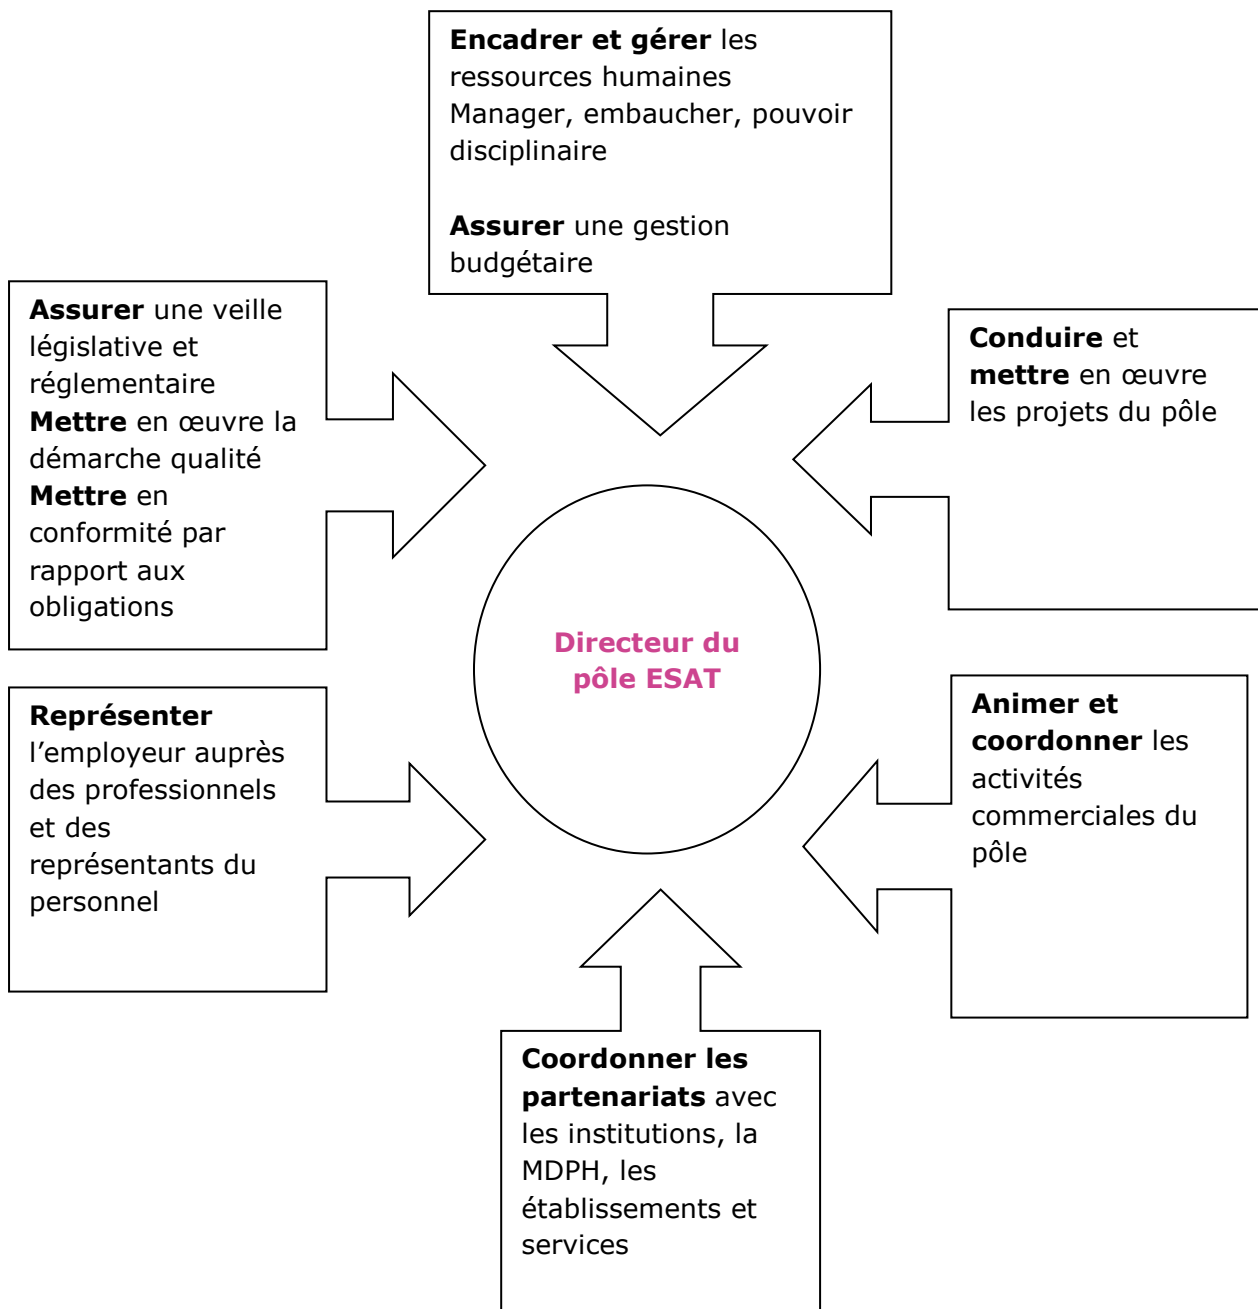 Encadrer et gérer les
ressources humaines
Manager, embaucher, pouvoir
disciplinaire
Assurer une gestion
budgétaire
Assurer une veille
législative et
réglementaire
Mettre en œuvre la
démarche qualité
Mettre en
conformité par
rapport aux
obligations
Conduire et
mettre en œuvre
les projets du pôle
Directeur du
pôle ESAT
Représenter
l’employeur auprès
des professionnels
et des
représentants du
personnel
Animer et
coordonner les
activités
commerciales du
pôle
Coordonner les
partenariats avec
les institutions, la
MDPH, les
établissements et
services